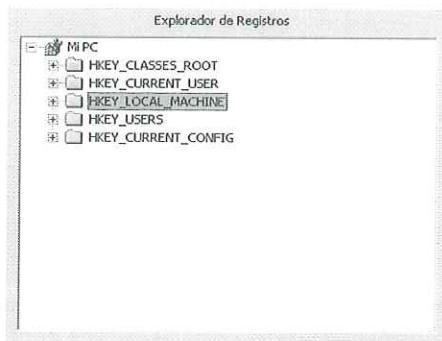 Explorador de Registros
Mi PC
HKEY_CLASSES_ROOT
HKEY_CURRENT_USER
HKEY_LOCAL_MACHINE
HKEY_USERS
HKEY_CURRENT_CONFIG